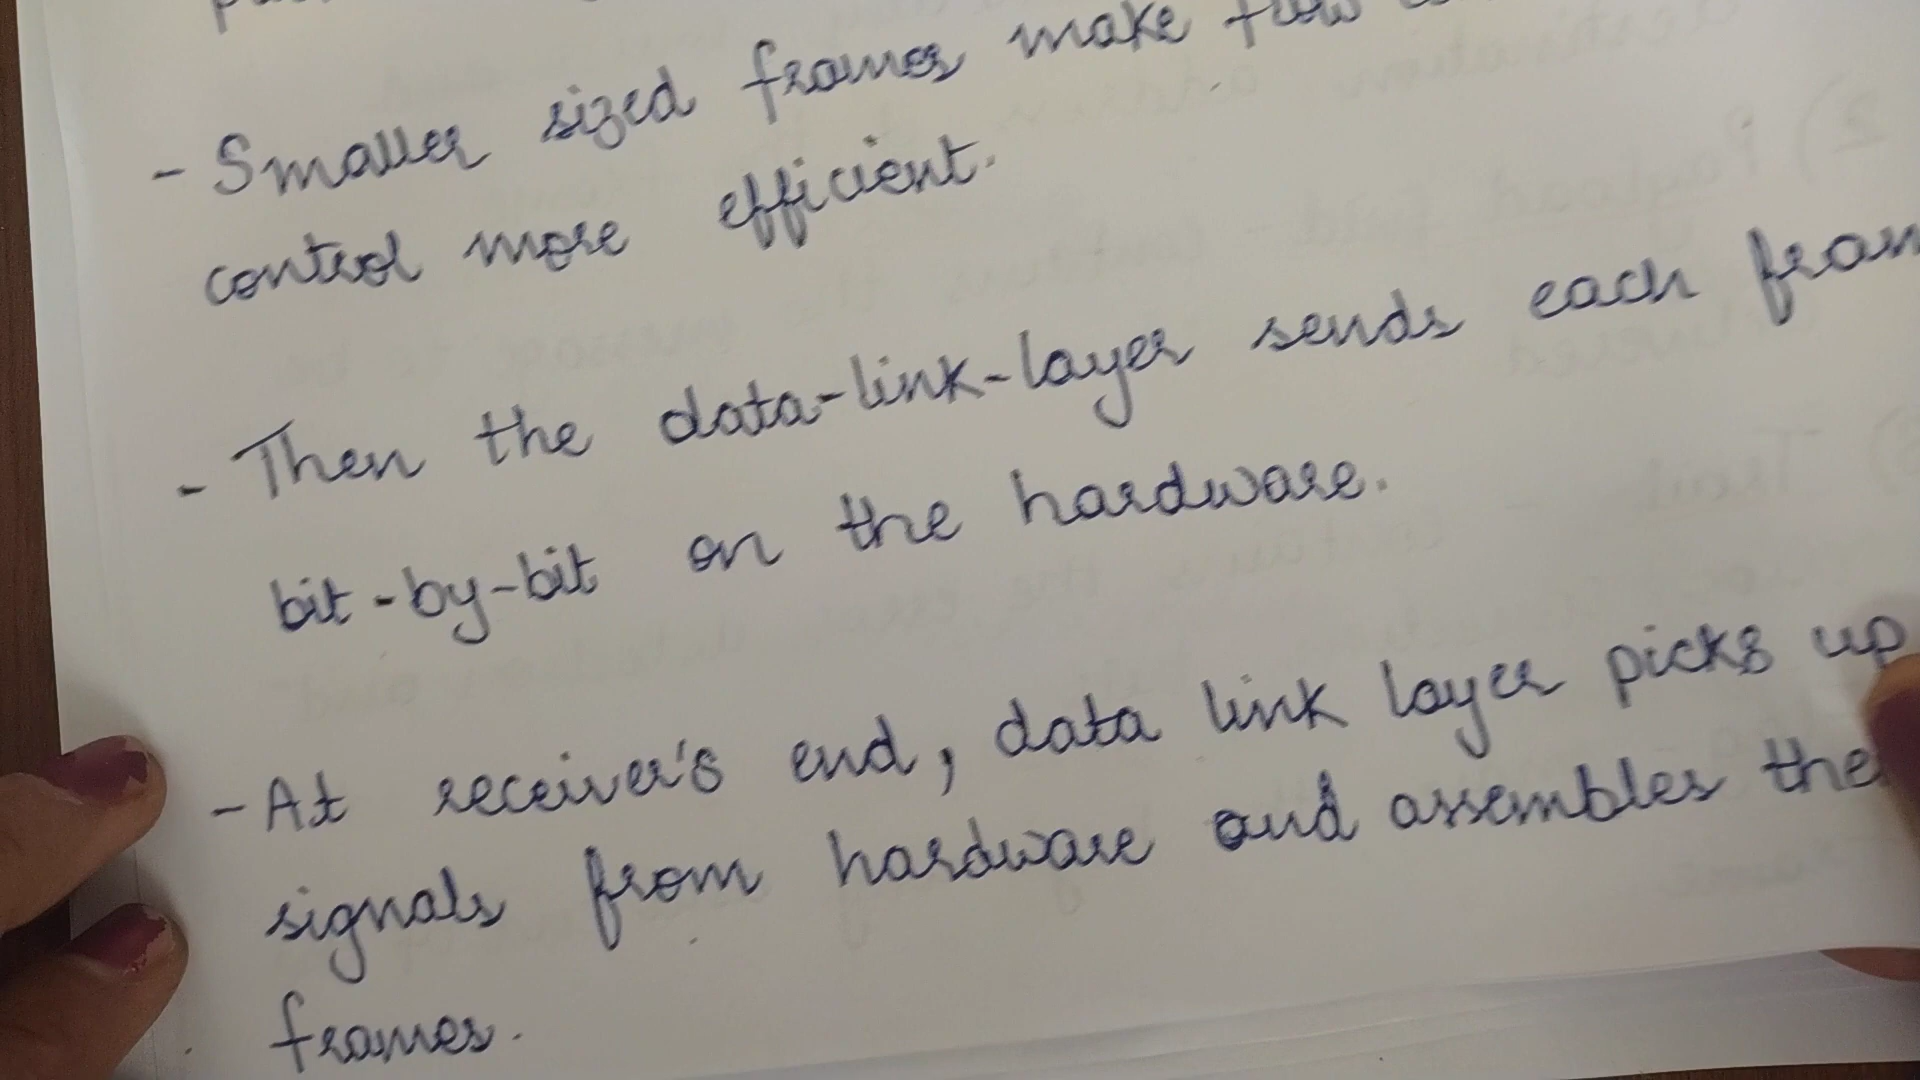 - Smaller sized frames make flow
control more efficient.
- Then the data-link-layer sends each
bit-by-bit on the hardware.
- At receiver's end, data link layer picks up
signals from hardware and assembles the
frames.